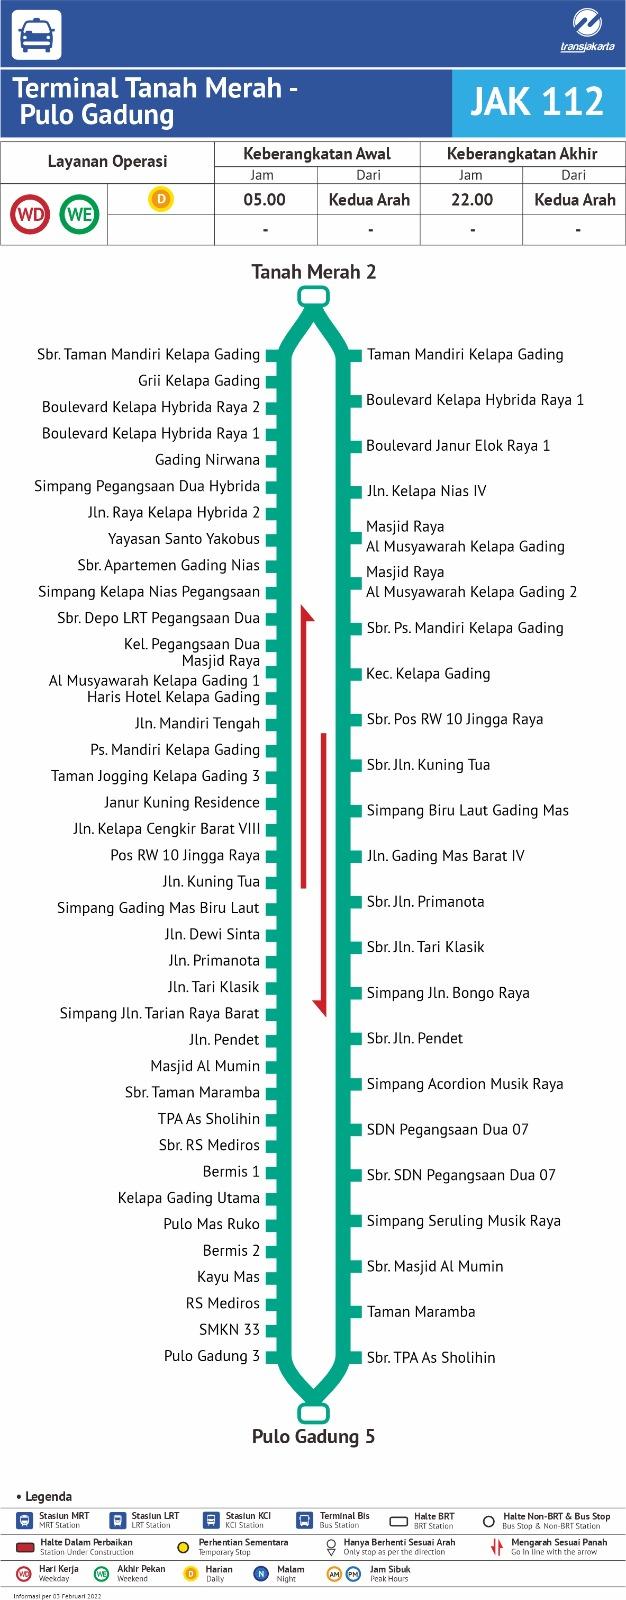 transjakarta
Terminal Tanah Merah -
Pulo Gadung
JAK 112
Layanan Operasi
Keberangkatan Awal
Keberangkatan Akhir
Jam
Dari
Jam
Dari
WD
WE
D
05.00
Kedua Arah
22.00
Kedua Arah
-
-
-
-
Tanah Merah 2
Sbr. Taman Mandiri Kelapa Gading
Grii Kelapa Gading
Boulevard Kelapa Hybrida Raya 2
Boulevard Kelapa Hybrida Raya 1
Gading Nirwana
Simpang Pegangsaan Dua Hybrida
Jln. Raya Kelapa Hybrida 2
Yayasan Santo Yakobus
Sbr. Apartemen Gading Nias
Simpang Kelapa Nias Pegangsaan
Sbr. Depo LRT Pegangsaan Dua
Kel. Pegangsaan Dua
Masjid Raya
Al Musyawarah Kelapa Gading 1
Haris Hotel Kelapa Gading
Jln. Mandiri Tengah
Ps. Mandiri Kelapa Gading
Taman Jogging Kelapa Gading 3
Janur Kuning Residence
Jln. Kelapa Cengkir Barat VIII
Pos RW 10 Jingga Raya
Jln. Kuning Tua
Simpang Gading Mas Biru Laut
Jln. Dewi Sinta
Jln. Primanota
Jln. Tari Klasik
Simpang Jln. Tarian Raya Barat
Jln. Pendet
Masjid Al Mumin
Sbr. Taman Maramba
TPA As Sholihin
Sbr. RS Mediros
Bermis 1
Kelapa Gading Utama
Pulo Mas Ruko
Bermis 2
Kayu Mas
RS Mediros
SMKN 33
Pulo Gadung 3
Taman Mandiri Kelapa Gading
Boulevard Kelapa Hybrida Raya 1
Boulevard Janur Elok Raya 1
Jln. Kelapa Nias IV
Masjid Raya
Al Musyawarah Kelapa Gading
Masjid Raya
Al Musyawarah Kelapa Gading 2
Sbr. Ps. Mandiri Kelapa Gading
Kec. Kelapa Gading
Sbr. Pos RW 10 Jingga Raya
Sbr. Jln. Kuning Tua
Simpang Biru Laut Gading Mas
Jln. Gading Mas Barat IV
Sbr. Jln. Primanota
Sbr. Jln. Tari Klasik
Simpang Jln. Bongo Raya
Sbr. Jln. Pendet
Simpang Acordion Musik Raya
SDN Pegangsaan Dua 07
Sbr. SDN Pegangsaan Dua 07
Simpang Seruling Musik Raya
Sbr. Masjid Al Mumin
Taman Maramba
Sbr. TPA As Sholihin
Pulo Gadung 5
• Legenda
Stasiun MRT
MRT Station
Stasiun LRT
LRT Station
Stasiun KCI
KCI Station
Terminal Bis
Bus Station
Halte BRT
BRT Station
Halte Non-BRT & Bus Stop
Bus Stop & Non-BRT Station
Halte Dalam Perbaikan
Station Under Construction
Perhentian Sementara
Temporary Stop
Hanya Berhenti Sesuai Arah
Only stop as per the direction
Mengarah Sesuai Panah
Go in line with the arrow
WD
Hari Kerja
Weekday
WE
Akhir Pekan
Weekend
D
Harian
Daily
N
Malam
Night
AM
PM
Jam Sibuk
Peak Hours
Informasi per 03 Februari 2022